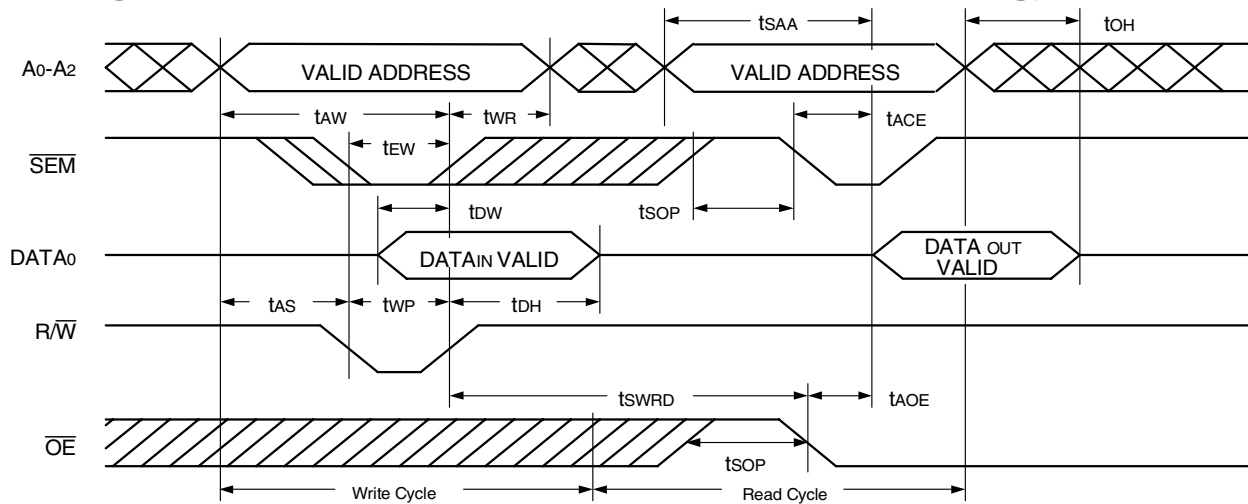 tSAA
tOH
A0-A2
VALID ADDRESS
VALID ADDRESS
tAW
tWR
tACE
tEW
SEM
tDW
tSOP
DATA0
DATAIN VALID
DATA OUT
VALID
tAS
tWP
tDH
R/W
tSWRD
tAOE
OE
tSOP
Write Cycle
Read Cycle